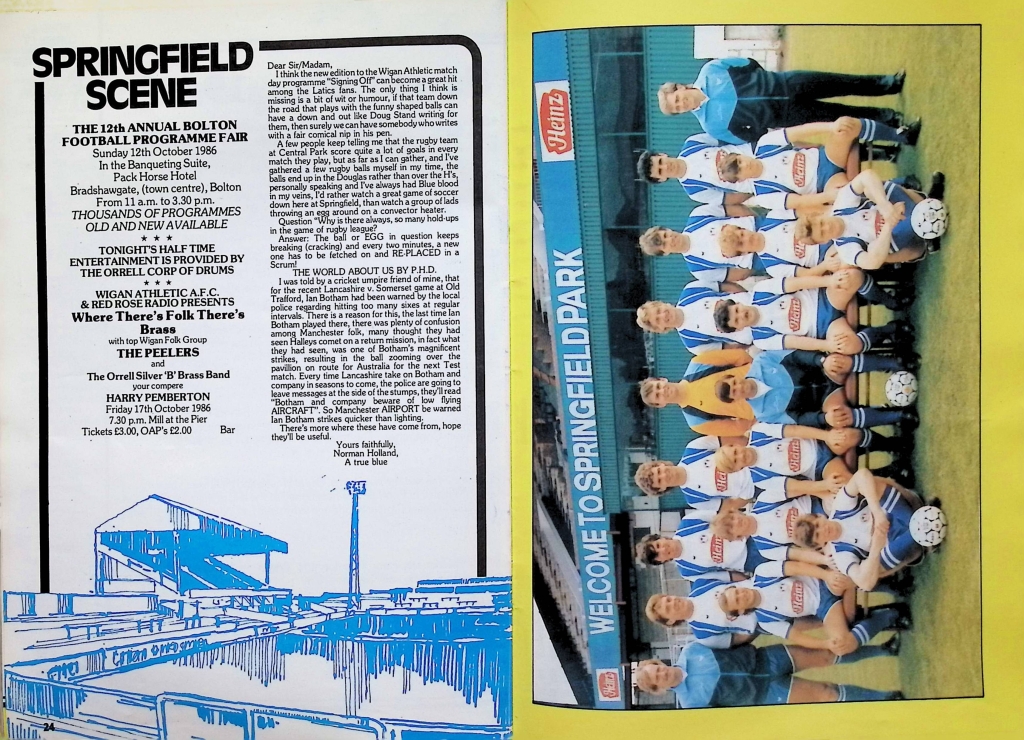 SPRINGFIELD
SCENE
THE 12th ANNUAL BOLTON
FOOTBALL PROGRAMME FAIR
Sunday 12th October 1986
In the Banqueting Suite,
Pack Horse Hotel
Bradshawgate, (town centre), Bolton
From 11 a.m. to 3.30 p.m.
THOUSANDS OF PROGRAMMES
OLD AND NEW AVAILABLE
★ ★ ★
TONIGHT'S HALF TIME
ENTERTAINMENT IS PROVIDED BY
THE ORRELL CORP OF DRUMS
★ ★ ★
WIGAN ATHLETIC A.F.C.
& RED ROSE RADIO PRESENTS
Where There's Folk There's
Brass
with top Wigan Folk Group
THE PEELERS
and
The Orrell Silver 'B' Brass Band
your compere
HARRY PEMBERTON
Friday 17th October 1986
7.30 p.m. Mill at the Pier
Tickets £3.00, OAP's £2.00 Bar
Dear Sir/Madam,
I think the new edition to the Wigan Athletic match
day programme "Signing Off" can become a great hit
among the Latics fans. The only thing I think is
missing is a bit of wit or humour, if that team down
the road that plays with the funny shaped balls can
have a down and out like Doug Stand writing for
them, then surely we can have somebody who writes
with a fair comical nip in his pen.
A few people keep telling me that the rugby team
at Central Park score quite a lot of goals in every
match they play, but as far as I can gather, and I've
gathered a few rugby balls myself in my time, the
balls end up in the Douglas rather than over the H's,
personally speaking and I've always had Blue blood
in my veins, I'd rather watch a great game of soccer
down here at Springfield, than watch a group of lads
throwing an egg around on a convector heater.
Question "Why is there always, so many hold-ups
in the game of rugby league?
Answer: The ball or EGG in question keeps
breaking (cracking) and every two minutes, a new
one has to be fetched on and RE-PLACED in a
Scrum!
THE WORLD ABOUT US BY P.H.D.
I was told by a cricket umpire friend of mine, that
for the recent Lancashire v. Somerset game at Old
Trafford, Ian Botham had been warned by the local
police regarding hitting too many sixes at regular
intervals. There is a reason for this, the last time Ian
Botham played there, there was plenty of confusion
among Manchester folk, many thought they had
seen Halleys comet on a return mission, in fact what
they had seen, was one of Botham's magnificent
strikes, resulting in the ball zooming over the
pavilion on route for Australia for the next Test
match. Every time Lancashire take on Botham and
company in seasons to come, the police are going to
leave messages at the side of the stumps, they'll read
"Botham and company beware of low flying
AIRCRAFT". So Manchester AIRPORT be warned
Ian Botham strikes quicker than lighting.
There's more where these have come from, hope
they'll be useful.
Yours faithfully,
Norman Holland,
A true blue
24
Heinz
WELCOME TO SPRINGFIELD PARK
Heinz
Heinz
Heinz
Heinz
Heinz
Heinz
Heinz
Heinz
Heinz